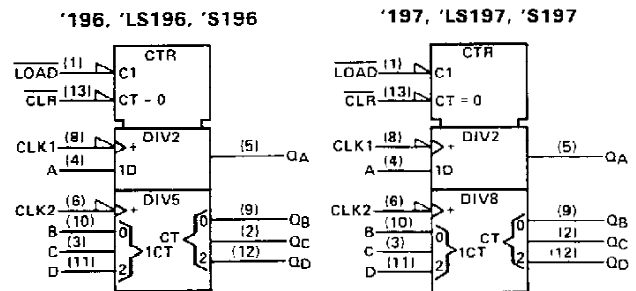 '196, 'LS196, 'S196
CTR
LOAD (1) C1
CLR (13) CT = 0
DIV2
CLK1 (8) +
(5) QA
A (4) 1D
DIV5
CLK2 (6) +
B (10) 0
1CT
C (3)
D (11) 2
CT
0 (9) QB
(2) QC
2 (12) QD
'197, 'LS197, 'S197
CTR
LOAD (1) C1
CLR (13) CT = 0
DIV2
CLK1 (8) +
(5) QA
A (4) 1D
DIV8
CLK2 (6) +
B (10) 0
1CT
C (3)
D (11) 2
CT
0 (9) QB
(2) QC
2 (12) QD